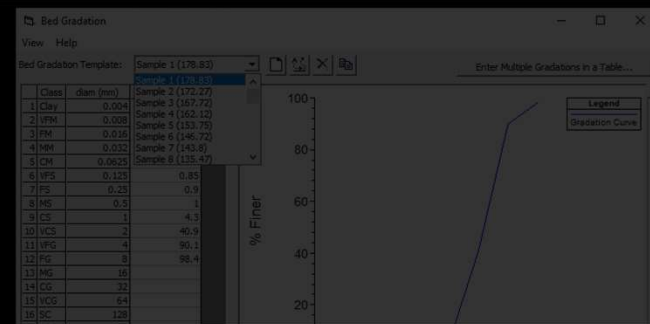 Bed Gradation
View Help
Bed Gradation Template: Sample 1 (178.83) Enter Multiple Gradations in a Table...
Sample 1 (178.83)
Sample 2 (172.27)
Sample 3 (167.72)
Sample 4 (162.12)
Sample 5 (153.75)
Sample 6 (146.72)
Sample 7 (143.8)
Sample 8 (135.47)
Class diam (mm)
1 Clay 0.004
2 VFM 0.008
3 FM 0.016
4 MM 0.032
5 CM 0.0625
6 VFS 0.125 0.85
7 FS 0.25 0.9
8 MS 0.5 1
9 CS 1 4.3
10 VCS 2 40.9
11 VFG 4 90.1
12 FG 8 98.4
13 MG 16
14 CG 32
15 VCG 64
16 SC 128
% Finer
100
80
60
40
20
Legend
Gradation Curve